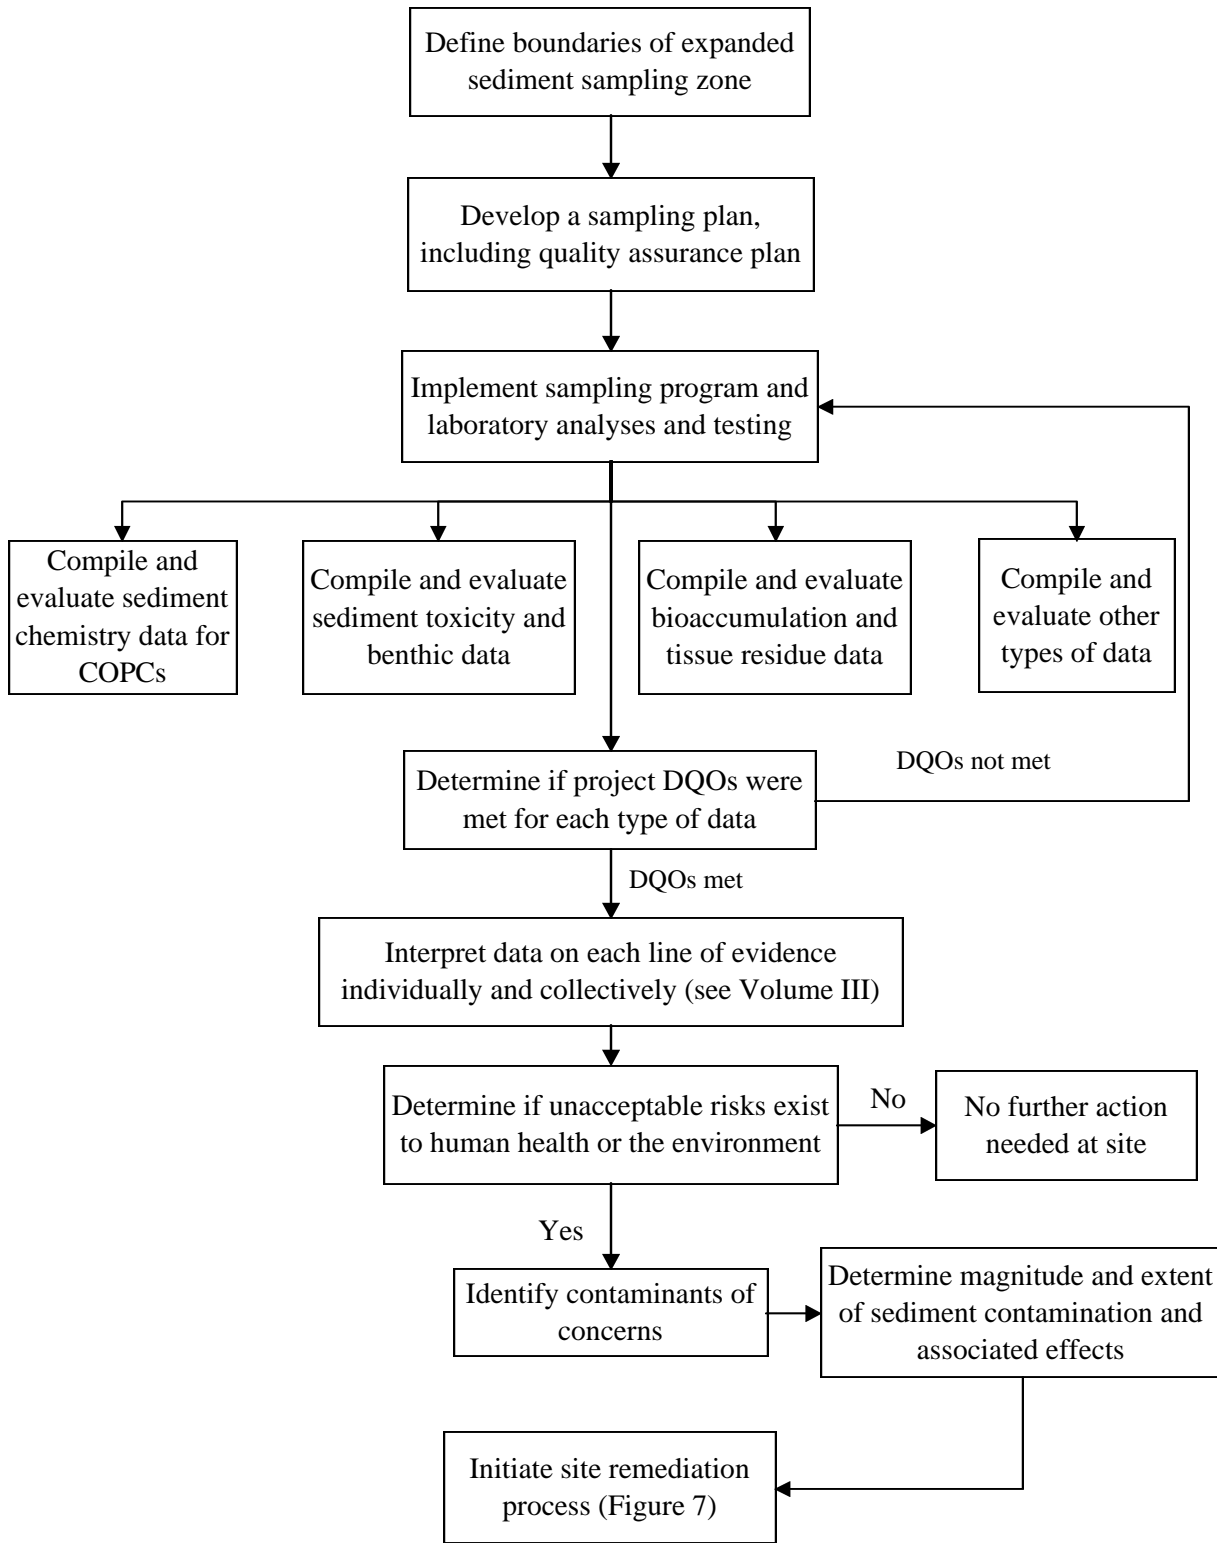 Define boundaries of expanded
sediment sampling zone
Develop a sampling plan,
including quality assurance plan
Implement sampling program and
laboratory analyses and testing
Compile and
evaluate sediment
chemistry data for
COPCs
Compile and evaluate
sediment toxicity and
benthic data
Compile and evaluate
bioaccumulation and
tissue residue data
Compile and
evaluate other
types of data
DQOs not met
Determine if project DQOs were
met for each type of data
DQOs met
Interpret data on each line of evidence
individually and collectively (see Volume III)
Determine if unacceptable risks exist
to human health or the environment
No
No further action
needed at site
Yes
Identify contaminants of
concerns
Determine magnitude and extent
of sediment contamination and
associated effects
Initiate site remediation
process (Figure 7)